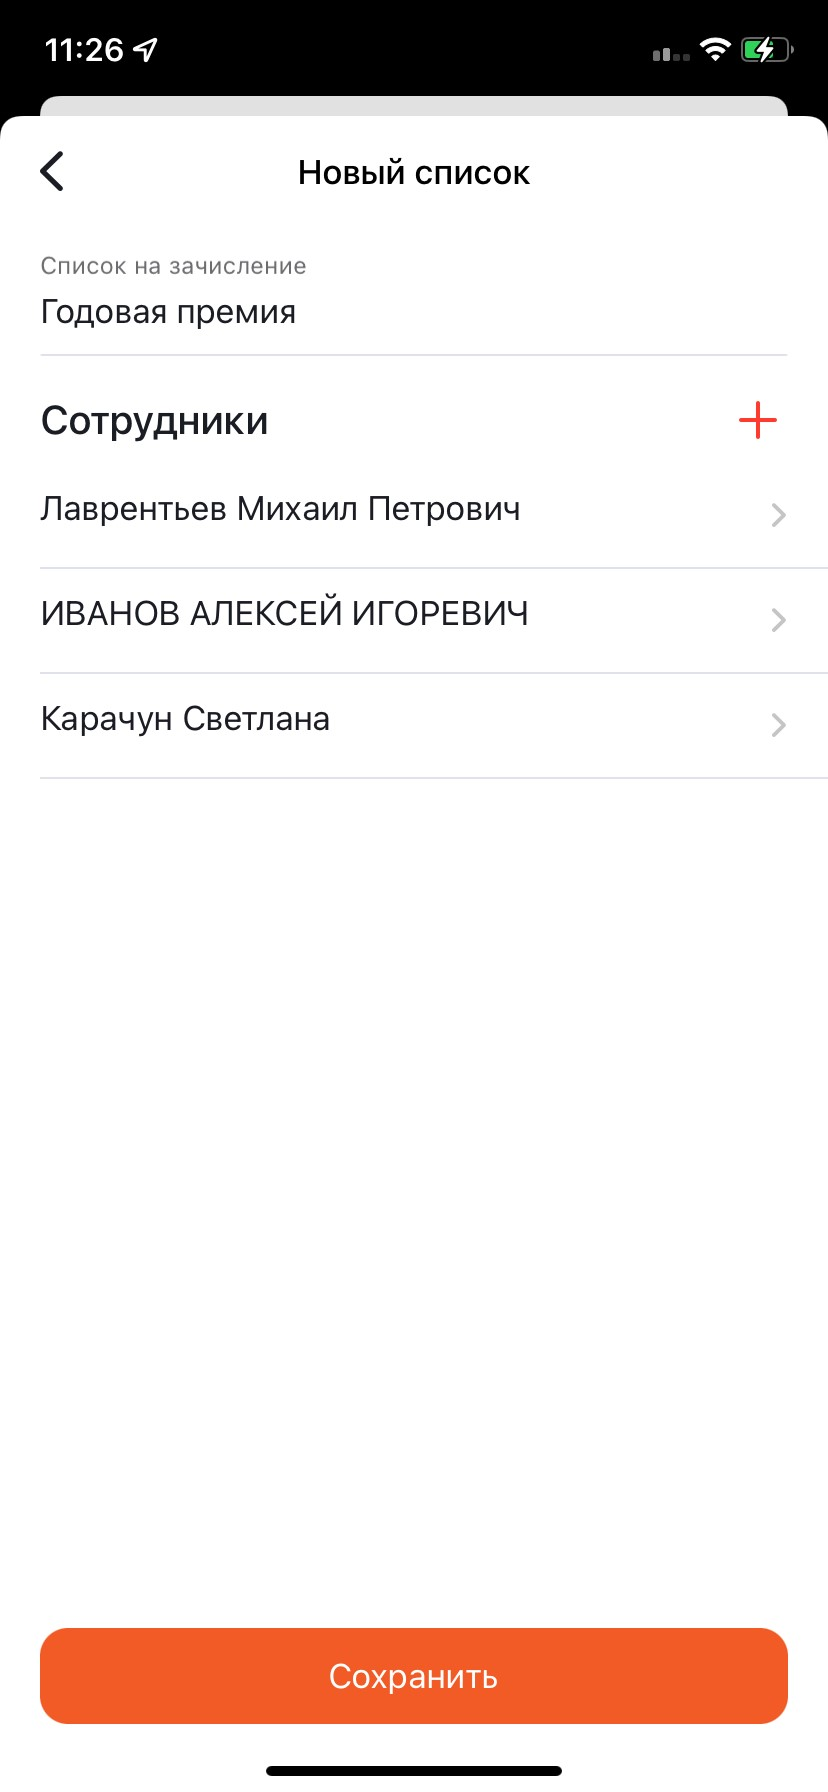 11:26
Новый список
Список на зачисление
Годовая премия
Сотрудники
Лаврентьев Михаил Петрович
ИВАНОВ АЛЕКСЕЙ ИГОРЕВИЧ
Карачун Светлана
Сохранить